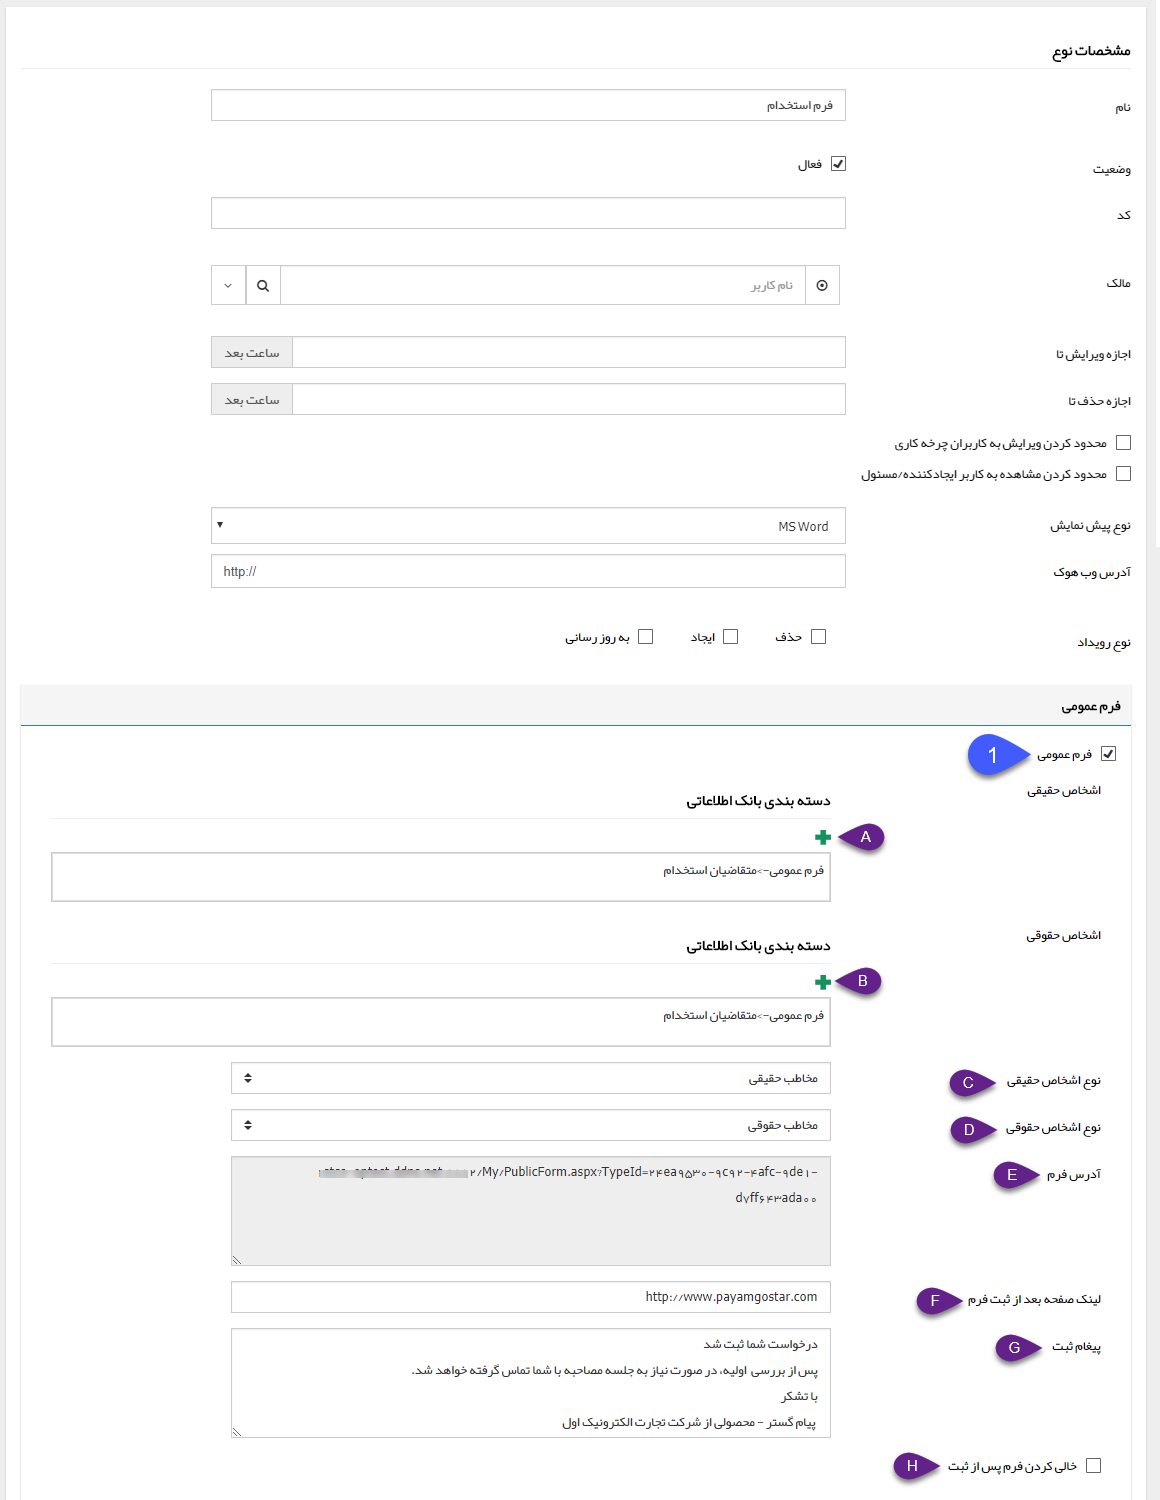 مشخصات نوع
نام
فرم استخدام
وضعیت
فعال
کد
مالک
نام کاربر
اجازه ویرایش تا
ساعت بعد
اجازه حذف تا
ساعت بعد
محدود کردن ویرایش به کاربران چرخه کاری
محدود کردن مشاهده به کاربر ایجادکننده/مسئول
نوع پیش نمایش
MS Word
آدرس وب هوک
http://
نوع رویداد
حذف
ایجاد
به روز رسانی
فرم عمومی
فرم عمومی
1
اشخاص حقیقی
دسته بندی بانک اطلاعاتی
A
فرم عمومی->متقاضیان استخدام
اشخاص حقوقی
دسته بندی بانک اطلاعاتی
B
فرم عمومی->متقاضیان استخدام
نوع اشخاص حقیقی
C
مخاطب حقیقی
نوع اشخاص حقوقی
D
مخاطب حقوقی
آدرس فرم
E
۲/My/PublicForm.aspx?TypeId=۲۴ea۹۵۳۰-۹c۹۲-۴afc-۹de۱-
d۷ff۶۴۳ada۰۰
لینک صفحه بعد از ثبت فرم
F
http://www.payamgostar.com
پیغام ثبت
G
درخواست شما ثبت شد
پس از بررسی اولیه، در صورت نیاز به جلسه مصاحبه با شما تماس گرفته خواهد شد.
با تشکر
پیام گستر - محصولی از شرکت تجارت الکترونیک اول
خالی کردن فرم پس از ثبت
H